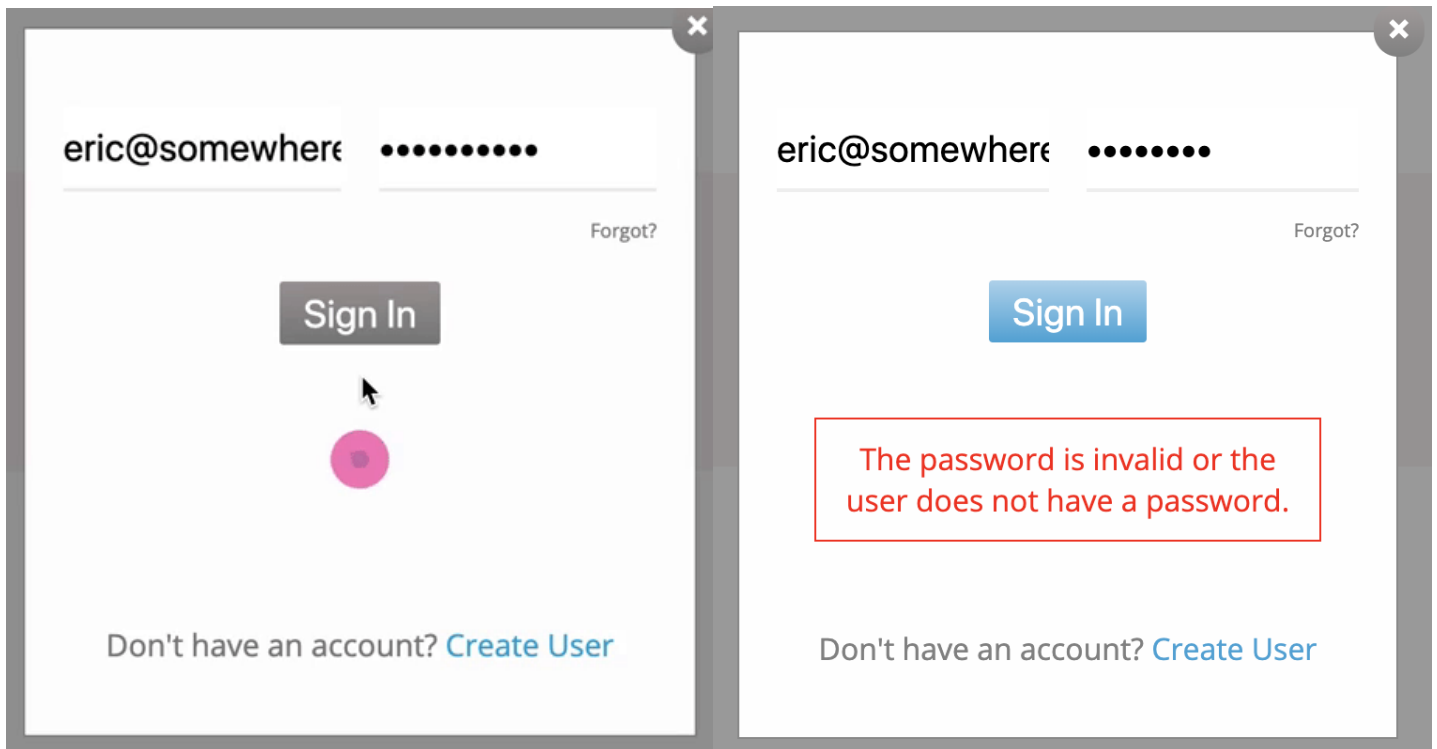 eric@somewhere
••••••••••
Forgot?
Sign In
Don't have an account? Create User
eric@somewhere
••••••••
Forgot?
Sign In
The password is invalid or the
user does not have a password.
Don't have an account? Create User